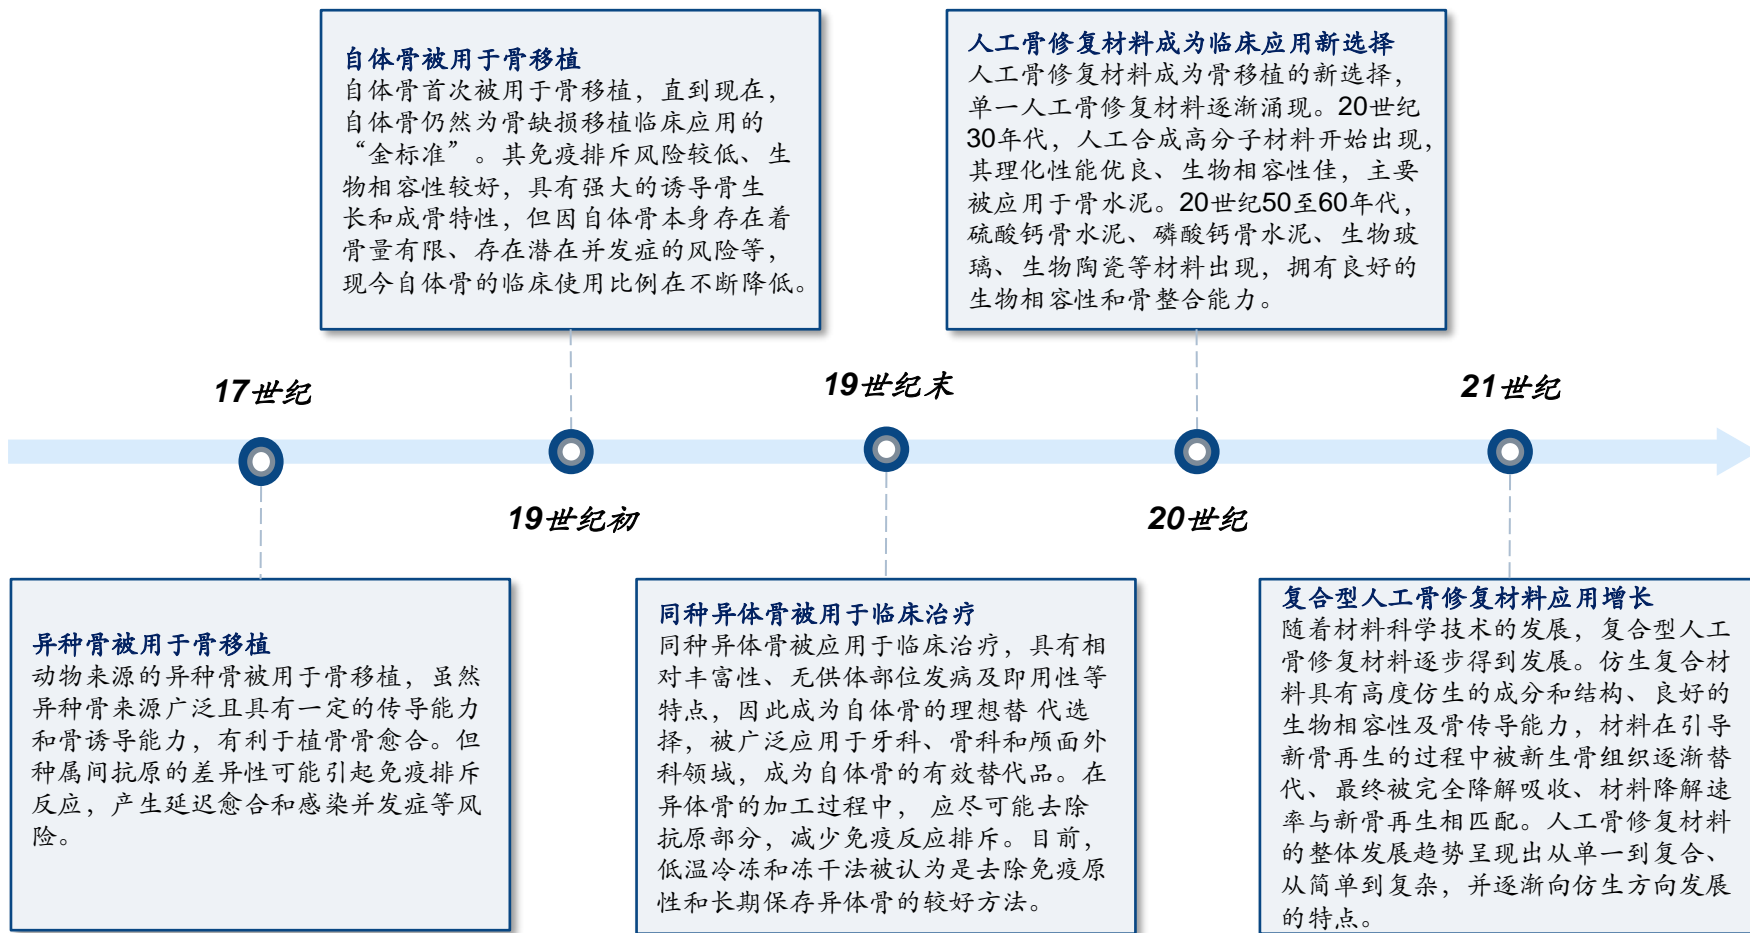 自体骨被用于骨移植
自体骨首次被用于骨移植，直到现在，
自体骨仍然为骨缺损移植临床应用的
“金标准”。其免疫排斥风险较低、生
物相容性较好，具有强大的诱导骨生
长和成骨特性，但因自体骨本身存在着
骨量有限、存在潜在并发症的风险等，
现今自体骨的临床使用比例在不断降低。
人工骨修复材料成为临床应用新选择
人工骨修复材料成为骨移植的新选择，
单一人工骨修复材料逐渐涌现。20世纪
30年代，人工合成高分子材料开始出现，
其理化性能优良、生物相容性佳，主要
被应用于骨水泥。20世纪50至60年代，
硫酸钙骨水泥、磷酸钙骨水泥、生物玻
璃、生物陶瓷等材料出现，拥有良好的
生物相容性和骨整合能力。
17世纪
19世纪末
21世纪
19世纪初
20世纪
异种骨被用于骨移植
动物来源的异种骨被用于骨移植，虽然
异种骨来源广泛且具有一定的传导能力
和骨诱导能力，有利于植骨骨愈合。但
种属间抗原的差异性可能引起免疫排斥
反应，产生延迟愈合和感染并发症等风
险。
同种异体骨被用于临床治疗
同种异体骨被应用于临床治疗，具有相
对丰富性、无供体部位发病及即用性等
特点，因此成为自体骨的理想替 代选
择，被广泛应用于牙科、骨科和颅面外
科领域，成为自体骨的有效替代品。在
异体骨的加工过程中， 应尽可能去除
抗原部分，减少免疫反应排斥。目前，
低温冷冻和冻干法被认为是去除免疫原
性和长期保存异体骨的较好方法。
复合型人工骨修复材料应用增长
随着材料科学技术的发展，复合型人工
骨修复材料逐步得到发展。仿生复合材
料具有高度仿生的成分和结构、良好的
生物相容性及骨传导能力，材料在引导
新骨再生的过程中被新生骨组织逐渐替
代、最终被完全降解吸收、材料降解速
率与新骨再生相匹配。人工骨修复材料
的整体发展趋势呈现出从单一到复合、
从简单到复杂，并逐渐向仿生方向发展
的特点。